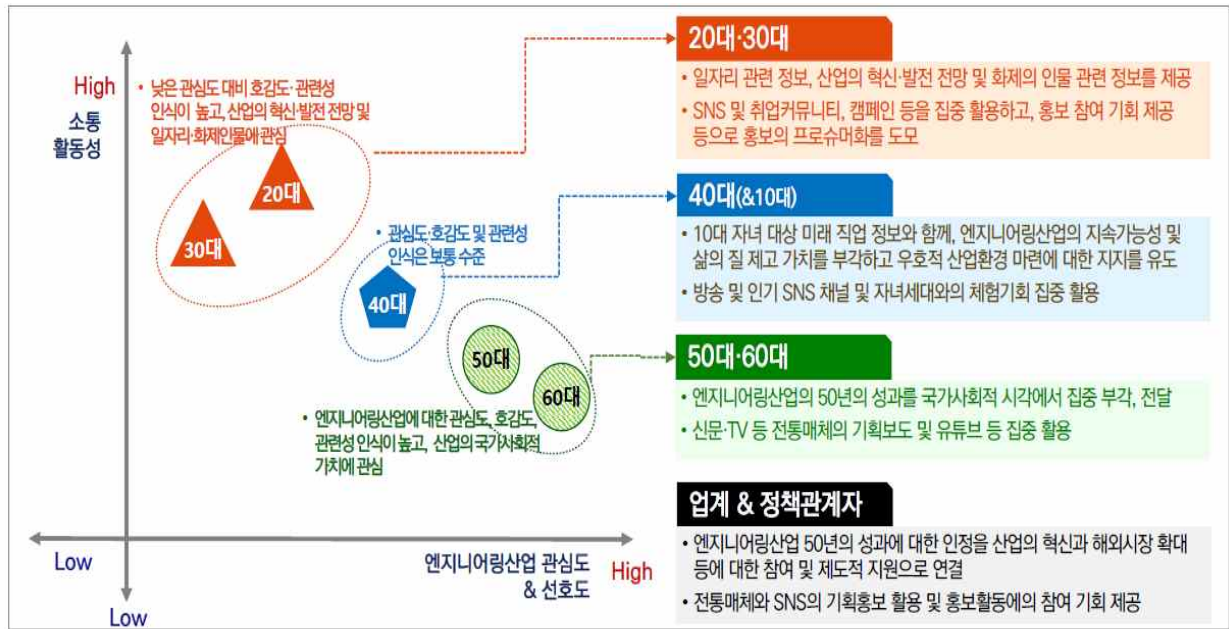 High
소통
활동성
• 낮은 관심도 대비 호감도·관련성
인식이 높고, 산업의 혁신·발전 전망 및
일자리·화제인물에 관심
20대
30대
• 관심도·호감도 및 관련성
인식은 보통 수준
40대
50대
60대
• 엔지니어링산업에 대한 관심도, 호감도,
관련성 인식이 높고, 산업의 국가사회적
가치에 관심
Low
엔지니어링산업 관심도
& 선호도
High
Low
20대·30대
• 일자리 관련 정보, 산업의 혁신·발전 전망 및 화제의 인물 관련 정보를 제공
• SNS 및 취업커뮤니티, 캠페인 등을 집중 활용하고, 홍보 참여 기회 제공
등으로 홍보의 프로슈머화를 도모
40대(&10대)
• 10대 자녀 대상 미래 직업 정보와 함께, 엔지니어링산업의 지속가능성 및
삶의 질 제고 가치를 부각하고 우호적 산업환경 마련에 대한 지지를 유도
• 방송 및 인기 SNS 채널 및 자녀세대와의 체험기회 집중 활용
50대·60대
• 엔지니어링산업의 50년의 성과를 국가사회적 시각에서 집중 부각, 전달
• 신문·TV 등 전통매체의 기획보도 및 유튜브 등 집중 활용
업계 & 정책관계자
• 엔지니어링산업 50년의 성과에 대한 인정을 산업의 혁신과 해외시장 확대
등에 대한 참여 및 제도적 지원으로 연결
• 전통매체와 SNS의 기획홍보 활용 및 홍보활동에의 참여 기회 제공